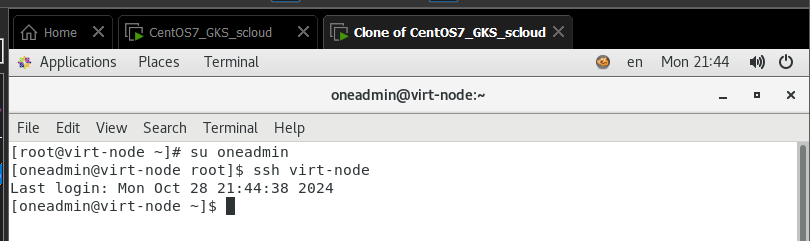 Home CentOS7_GKS_scloud Clone of CentOS7_GKS_scloud
Applications Places Terminal en Mon 21:44
oneadmin@virt-node:~
File Edit View Search Terminal Help
[root@virt-node ~]# su oneadmin
[oneadmin@virt-node root]$ ssh virt-node
Last login: Mon Oct 28 21:44:38 2024
[oneadmin@virt-node ~]$